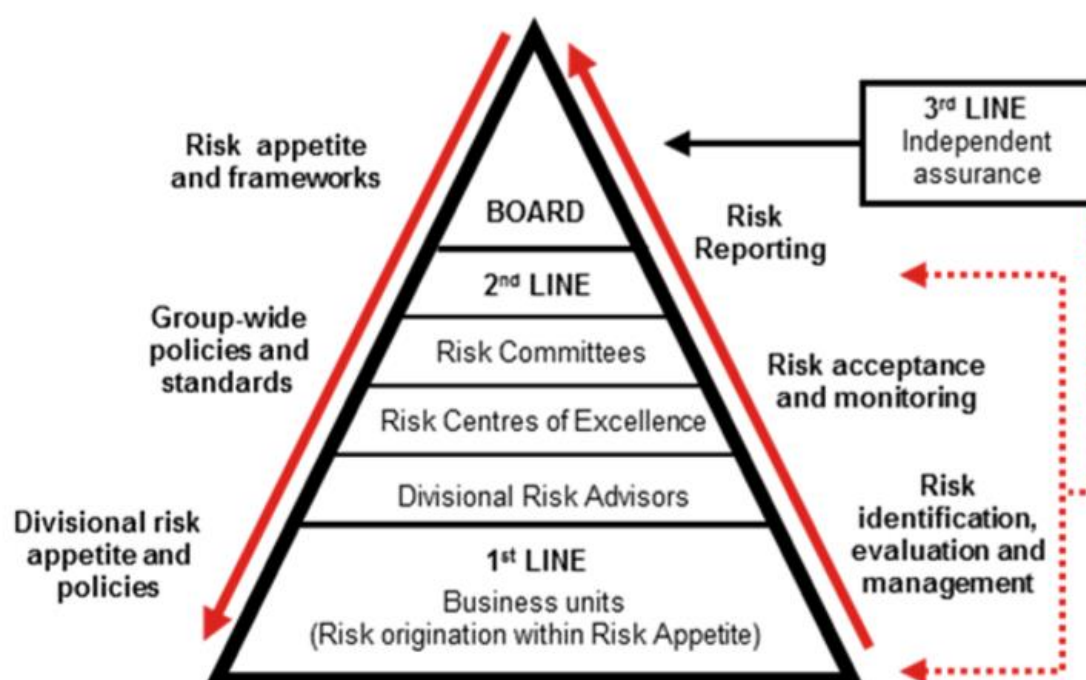 Risk appetite
and frameworks
Group-wide
policies and
standards
Divisional risk
appetite and
policies
BOARD
2nd LINE
Risk Committees
Risk Centres of Excellence
Divisional Risk Advisors
1st LINE
Business units
(Risk origination within Risk Appetite)
Risk
Reporting
Risk acceptance
and monitoring
Risk
identification,
evaluation and
management
3rd LINE
Independent
assurance